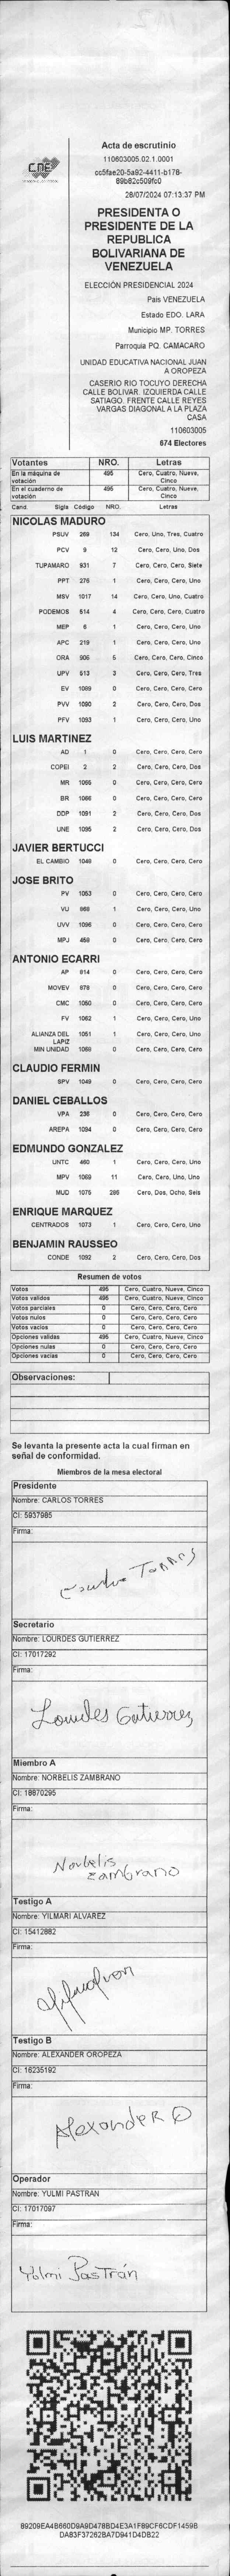 CNE
Acta de escrutinio
110603005.02.1.0001
cc5fae20-5a92-4411-b178-
69b82c509fc0
28/07/2024 07:13:37 PM
PRESIDENTA O
PRESIDENTE DE LA
REPUBLICA
BOLIVARIANA DE
VENEZUELA
ELECCIÓN PRESIDENCIAL 2024
Pais VENEZUELA
Estado EDO. LARA
Municipio MP. TORRES
Parroquia PQ. CAMACARO
UNIDAD EDUCATIVA NACIONAL JUAN
A OROPEZA
CASERIO RIO TOCUYO DERECHA
CALLE BOLIVAR. IZQUIERDA CALLE
SATIAGO. FRENTE CALLE REYES
VARGAS DIAGONAL A LA PLAZA
CASA
110603005
674 Electores
Votantes NRO. Letras
En la máquina de votación 495 Cero, Cuatro, Nueve, Cinco
En el cuaderno de votación 495 Cero, Cuatro, Nueve, Cinco
Cand. Sigla Código NRO. Letras
NICOLAS MADURO
PSUV 269 134 Cero, Uno, Tres, Cuatro
PCV 9 12 Cero, Cero, Uno, Dos
TUPAMARO 931 7 Cero, Cero, Cero, Siete
PPT 276 1 Cero, Cero, Cero, Uno
MSV 1017 14 Cero, Cero, Uno, Cuatro
PODEMOS 514 4 Cero, Cero, Cero, Cuatro
MEP 6 1 Cero, Cero, Cero, Uno
APC 219 1 Cero, Cero, Cero, Uno
ORA 906 5 Cero, Cero, Cero, Cinco
UPV 513 3 Cero, Cero, Cero, Tres
EV 1089 0 Cero, Cero, Cero, Cero
PVV 1090 2 Cero, Cero, Cero, Dos
PFV 1093 1 Cero, Cero, Cero, Uno
LUIS MARTINEZ
AD 1 0 Cero, Cero, Cero, Cero
COPEI 2 2 Cero, Cero, Cero, Dos
MR 1065 0 Cero, Cero, Cero, Cero
BR 1066 0 Cero, Cero, Cero, Cero
DDP 1091 2 Cero, Cero, Cero, Dos
UNE 1095 2 Cero, Cero, Cero, Dos
JAVIER BERTUCCI
EL CAMBIO 1046 0 Cero, Cero, Cero, Cero
JOSE BRITO
PV 1053 0 Cero, Cero, Cero, Cero
VU 968 1 Cero, Cero, Cero, Uno
UVV 1096 0 Cero, Cero, Cero, Cero
MPJ 459 0 Cero, Cero, Cero, Cero
ANTONIO ECARRI
AP 814 0 Cero, Cero, Cero, Cero
MOVEV 878 0 Cero, Cero, Cero, Cero
CMC 1050 0 Cero, Cero, Cero, Cero
FV 1062 1 Cero, Cero, Cero, Uno
ALIANZA DEL LAPIZ 1051 1 Cero, Cero, Cero, Uno
MIN UNIDAD 1069 0 Cero, Cero, Cero, Cero
CLAUDIO FERMIN
SPV 1049 0 Cero, Cero, Cero, Cero
DANIEL CEBALLOS
VPA 236 0 Cero, Cero, Cero, Cero
AREPA 1094 0 Cero, Cero, Cero, Cero
EDMUNDO GONZALEZ
UNTC 460 1 Cero, Cero, Cero, Uno
MPV 1069 11 Cero, Cero, Uno, Uno
MUD 1075 286 Cero, Dos, Ocho, Seis
ENRIQUE MARQUEZ
CENTRADOS 1073 1 Cero, Cero, Cero, Uno
BENJAMIN RAUSSEO
CONDE 1092 2 Cero, Cero, Cero, Dos
Resumen de votos
Votos 495 Cero, Cuatro, Nueve, Cinco
Votos validos 495 Cero, Cuatro, Nueve, Cinco
Votos parciales 0 Cero, Cero, Cero, Cero
Votos nulos 0 Cero, Cero, Cero, Cero
Votos vacios 0 Cero, Cero, Cero, Cero
Opciones validas 495 Cero, Cuatro, Nueve, Cinco
Opciones nulas 0 Cero, Cero, Cero, Cero
Opciones vacias 0 Cero, Cero, Cero, Cero
Observaciones:
Se levanta la presente acta la cual firman en
señal de conformidad.
Miembros de la mesa electoral
Presidente
Nombre: CARLOS TORRES
CI: 5937985
Firma:
Carlos Torres
Secretario
Nombre: LOURDES GUTIERREZ
CI: 17017292
Firma:
Lourdes Gutierrez
Miembro A
Nombre: NORBELIS ZAMBRANO
CI: 18870295
Firma:
Norbelis
Zambrano
Testigo A
Nombre: YILMARI ALVAREZ
CI: 15412882
Firma:
Testigo B
Nombre: ALEXANDER OROPEZA
CI: 16235192
Firma:
Alexander O
Operador
Nombre: YULMI PASTRAN
CI: 17017097
Firma:
Yulmi Pastrán
89209EA4B660D9A9D478BD4E3A1F89CF6CDF1459B
DAB3F37262BA7D941D4DB22